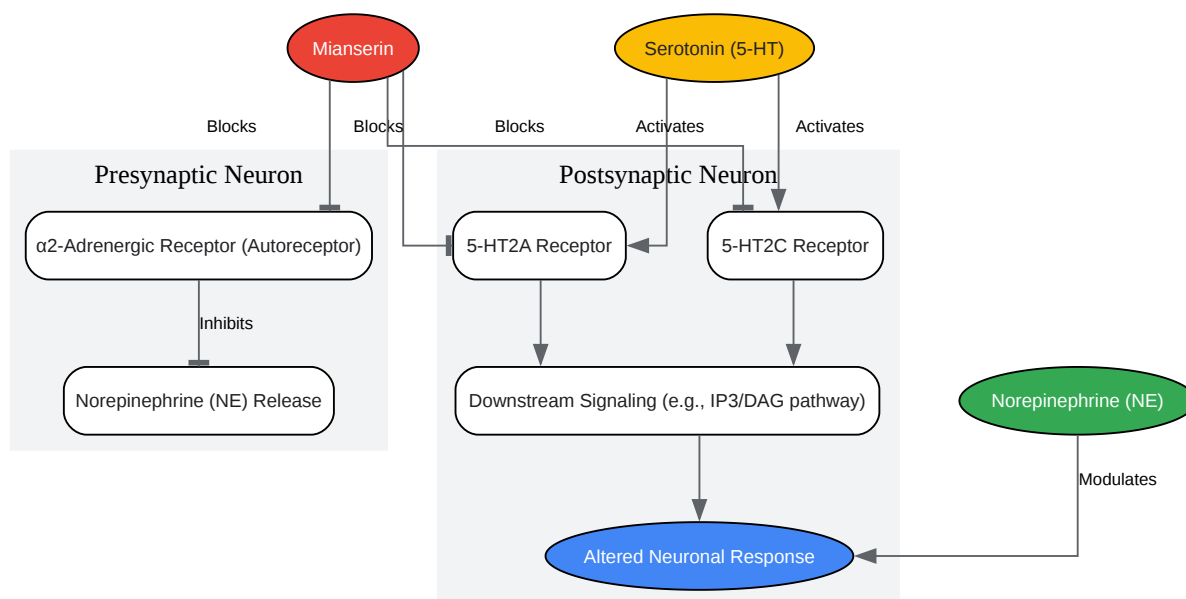 Mianserin
Serotonin (5-HT)
Blocks
Blocks
Blocks
Activates
Activates
Presynaptic Neuron
Postsynaptic Neuron
α2-Adrenergic Receptor (Autoreceptor)
5-HT2A Receptor
5-HT2C Receptor
Inhibits
Norepinephrine (NE) Release
Downstream Signaling (e.g., IP3/DAG pathway)
Norepinephrine (NE)
Modulates
Altered Neuronal Response